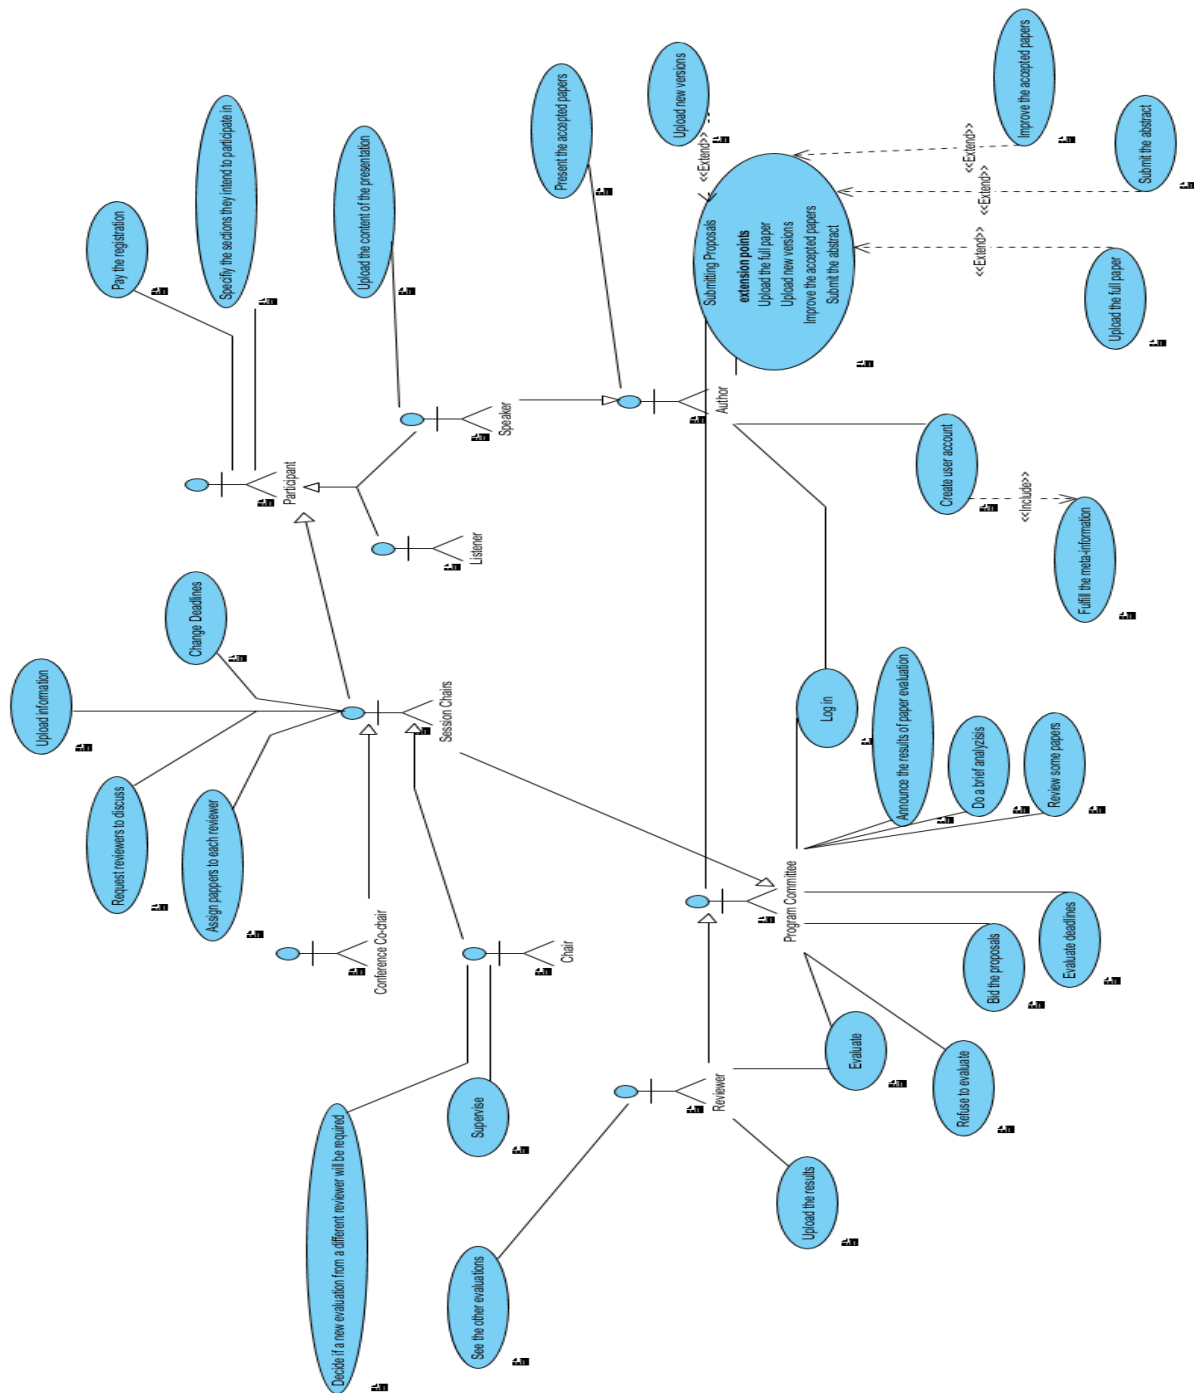 Pay the registration
Specifiy the sections they intend to participate in
Upload the content of the presentation
Present the accepted papers
Upload new versions
Improve the accepted papers
Submit the abstract
Upload the full paper
<<Extend>>
<<Extend>>
<<Extend>>
<<Extend>>
Submitting Proposals
extension points
Upload the full paper
Upload new versions
Improve the accepted papers
Submit the abstract
Participant
Speaker
Listener
Author
Create user account
<<Include>>
Fulfill the meta-information
Upload information
Change Deadlines
Request reviewers to discuss
Assign pappers to each reviewer
Session Chairs
Log in
Announce the results of paper evaluation
Do a brief analyzisis
Review some papers
Conference Co-chair
Chair
Program Committee
Evaluate deadlines
Bid the proposals
Evaluate
Refuse to evaluate
Reviewer
Supervise
Decide if a new evaluation from a different reviewer will be required
See the other evaluations
Upload the results